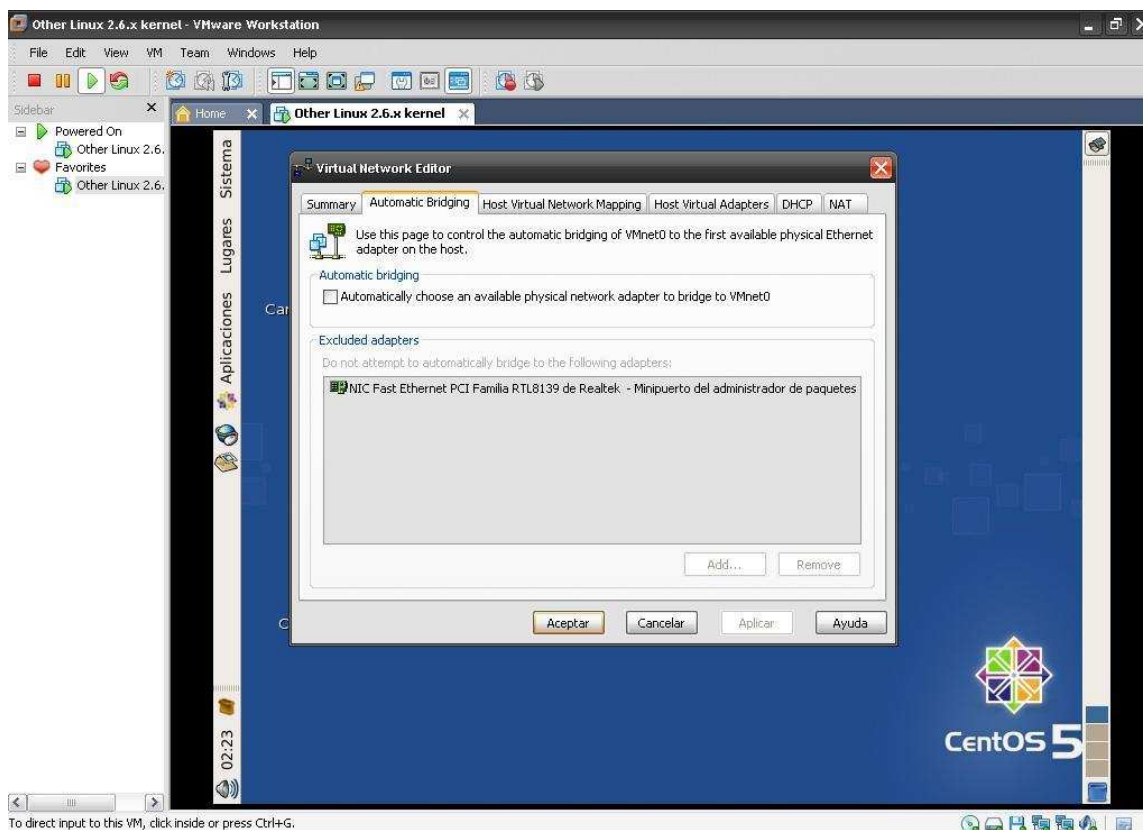 Other Linux 2.6.x kernel - VMware Workstation
File Edit View VM Team Windows Help
Sidebar
Powered On
Other Linux 2.6.
Favorites
Other Linux 2.6.
Home
Other Linux 2.6.x kernel
Sistema
Lugares
Aplicaciones
02:23
Car
C
Virtual Network Editor
Summary Automatic Bridging Host Virtual Network Mapping Host Virtual Adapters DHCP NAT
Use this page to control the automatic bridging of VMnet0 to the first available physical Ethernet
adapter on the host.
Automatic bridging
Automatically choose an available physical network adapter to bridge to VMnet0
Excluded adapters
Do not attempt to automatically bridge to the following adapters:
NIC Fast Ethernet PCI Familia RTL8139 de Realtek - Minipuerto del administrador de paquetes
Add... Remove
Aceptar Cancelar Aplicar Ayuda
CentOS 5
To direct input to this VM, click inside or press Ctrl+G.